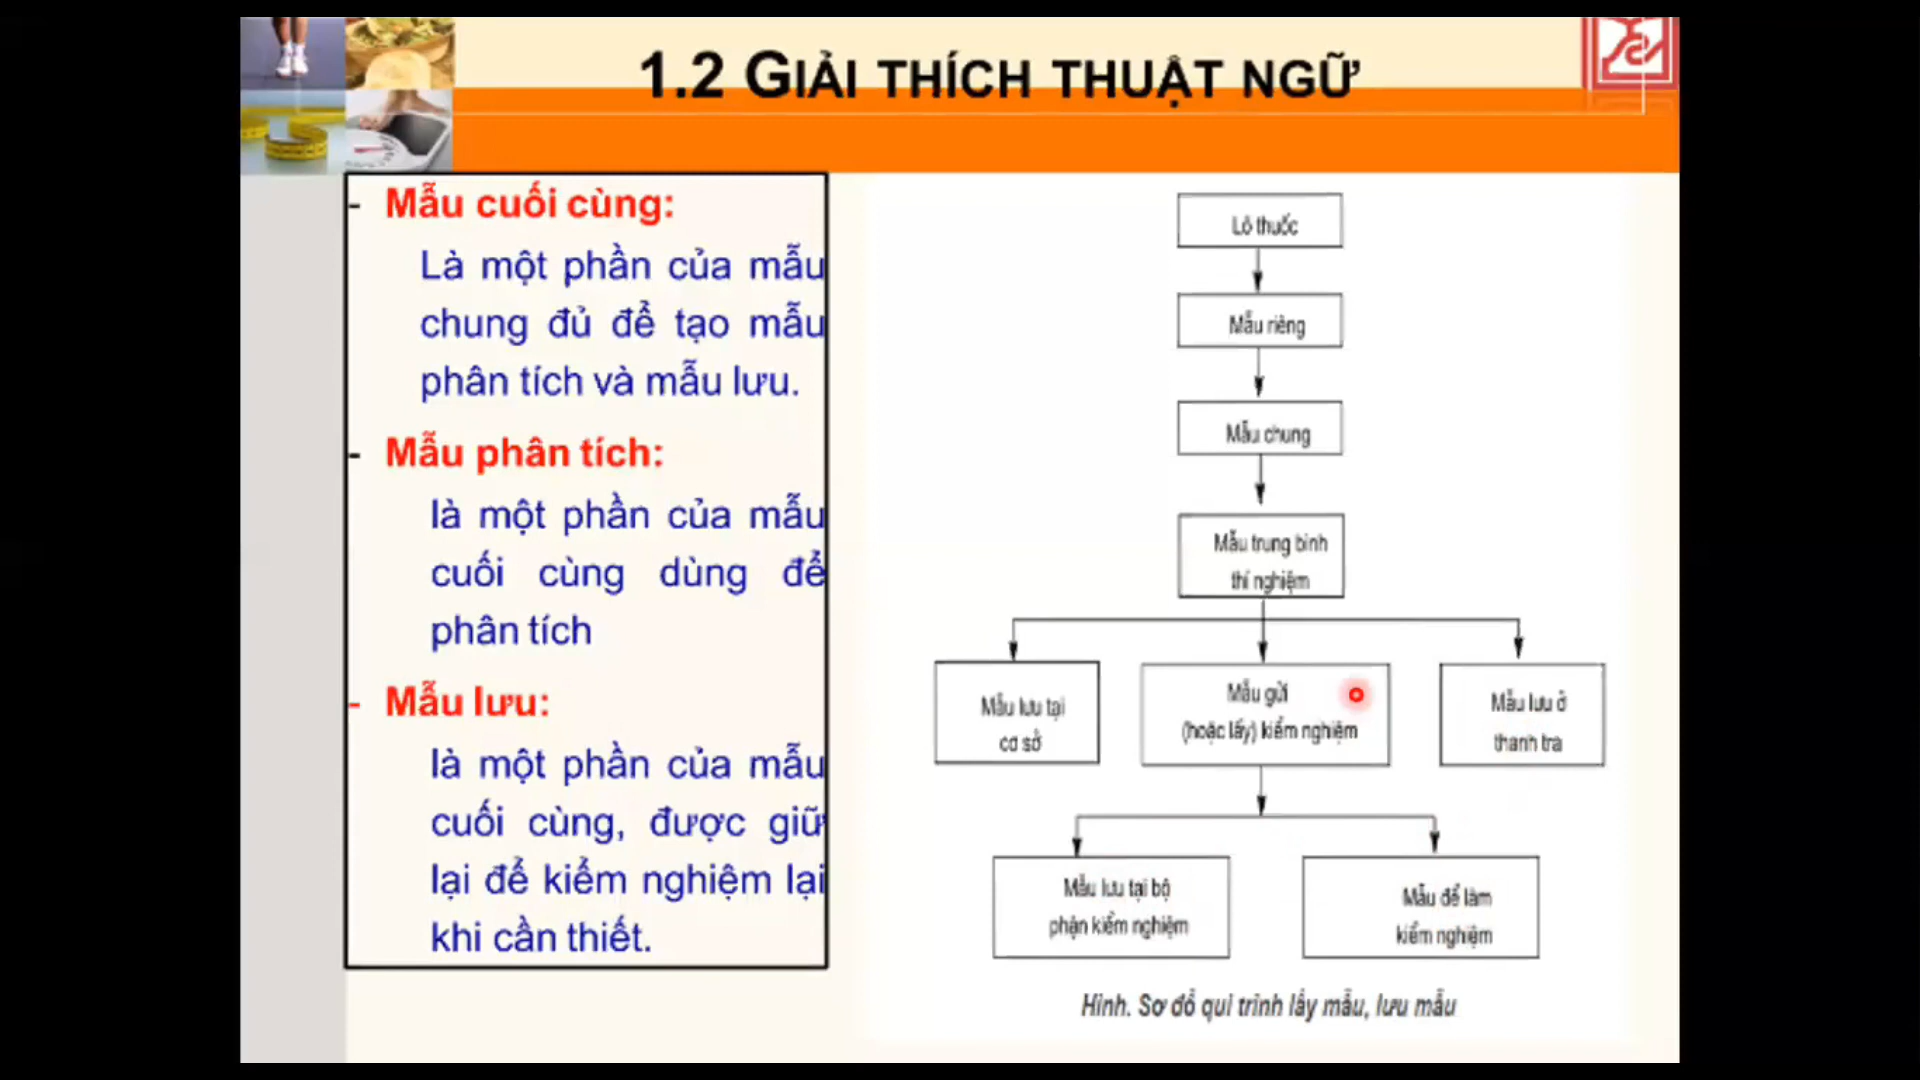 1.2 GIẢI THÍCH THUẬT NGỮ
- Mẫu cuối cùng:
Là một phần của mẫu
chung đủ để tạo mẫu
phân tích và mẫu lưu.
- Mẫu phân tích:
là một phần của mẫu
cuối cùng dùng để
phân tích
- Mẫu lưu:
là một phần của mẫu
cuối cùng, được giữ
lại để kiểm nghiệm lại
khi cần thiết.
Lô thuốc
Mẫu riêng
Mẫu chung
Mẫu trung bình
thí nghiệm
Mẫu lưu tại
cơ sở
Mẫu gửi
(hoặc lấy) kiểm nghiệm
Mẫu lưu ở
thanh tra
Mẫu lưu tại bộ
phận kiểm nghiệm
Mẫu để làm
kiểm nghiệm
Hình. Sơ đồ qui trình lấy mẫu, lưu mẫu